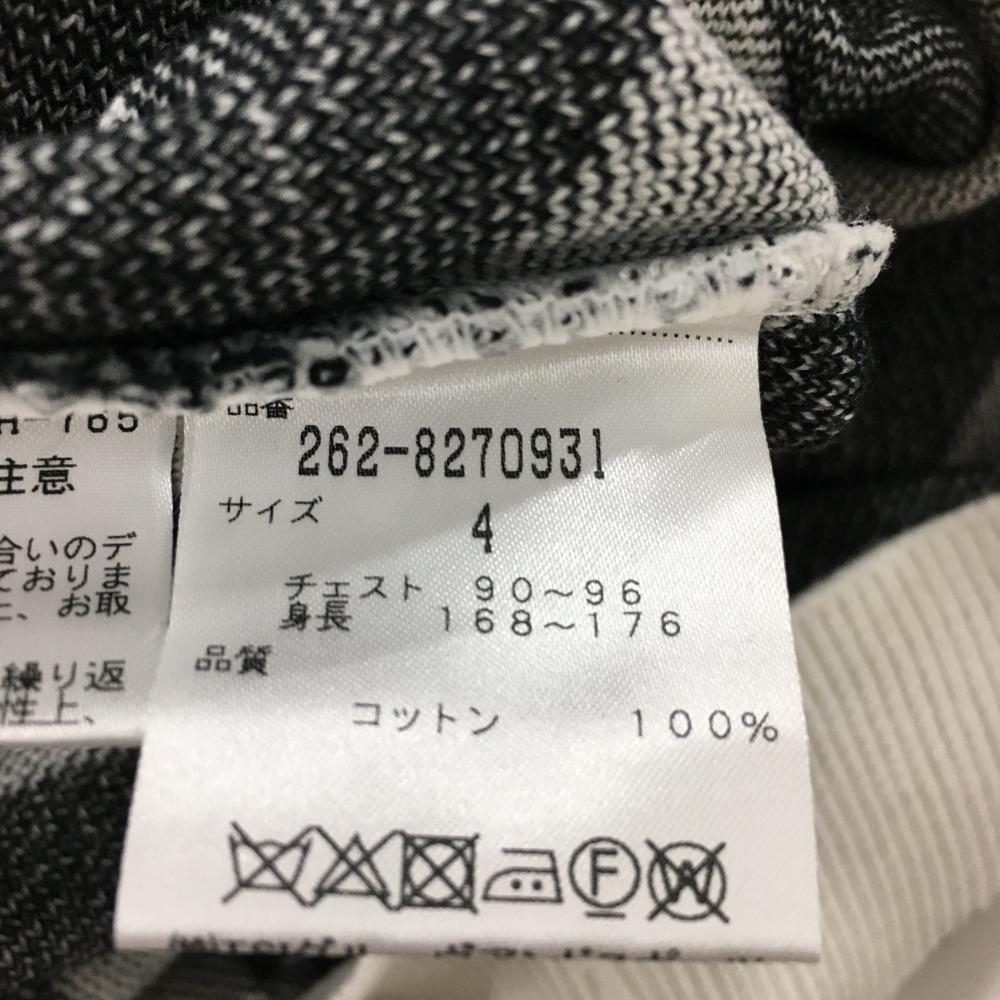 H-765
注意
合いのデ
ておりま
、お取
繰り返
性上、
品番
262-8270931
サイズ
4
チェスト 90～96
身長 168～176
品質
コットン 100%
F
W